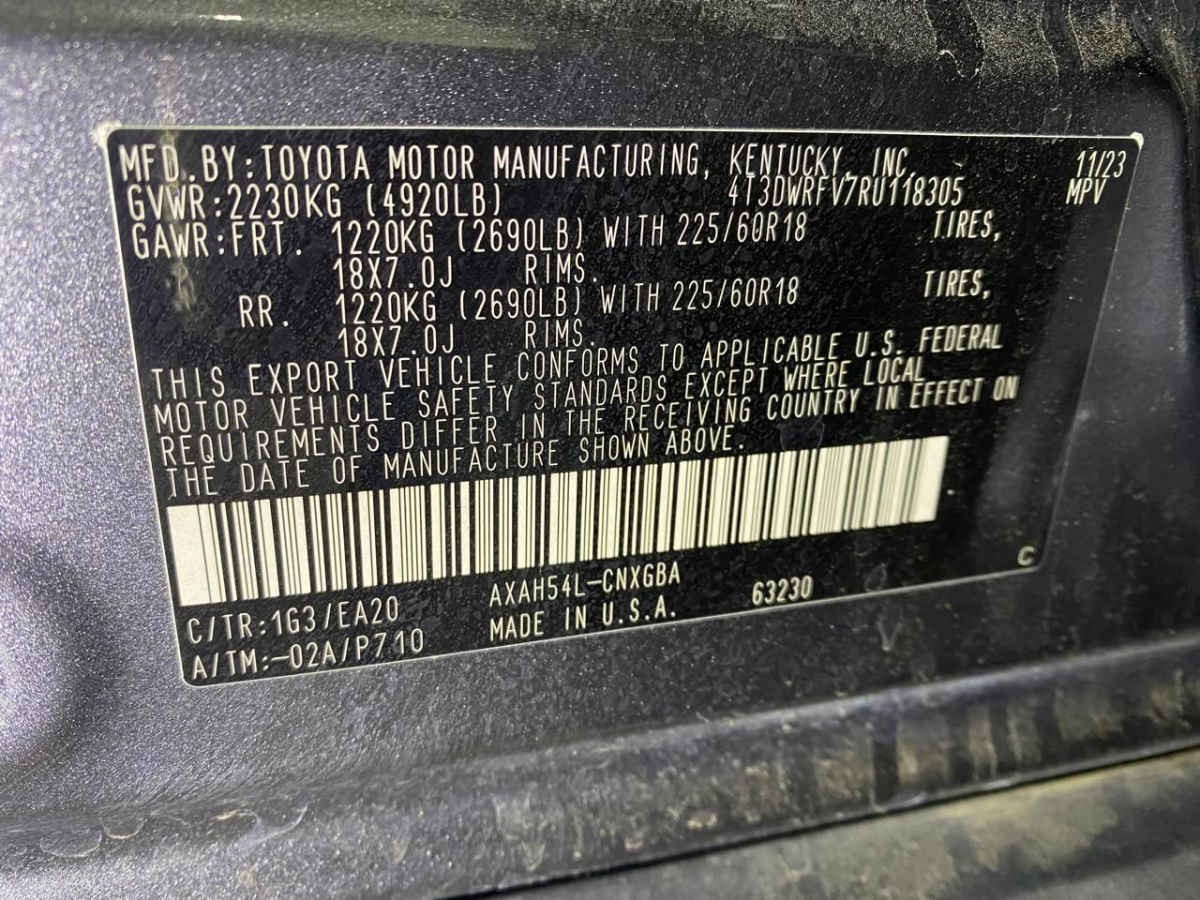 MFD.BY:TOYOTA MOTOR MANUFACTURING, KENTUCKY, INC. 11/23
GVWR:2230KG (4920LB) 4T3DWRFV7RU118305 MPV
GAWR:FRT. 1220KG (2690LB) WITH 225/60R18 TIRES,
18X7.0J RIMS.
RR. 1220KG (2690LB) WITH 225/60R18 TIRES,
18X7.0J RIMS.
THIS EXPORT VEHICLE CONFORMS TO APPLICABLE U.S. FEDERAL
MOTOR VEHICLE SAFETY STANDARDS EXCEPT WHERE LOCAL
REQUIREMENTS DIFFER IN THE RECEIVING COUNTRY IN EFFECT ON
THE DATE OF MANUFACTURE SHOWN ABOVE.
C
C/TR:1G3/EA20 AXAH54L-CNXGBA 63230
A/TM:-02A/P710 MADE IN U.S.A.